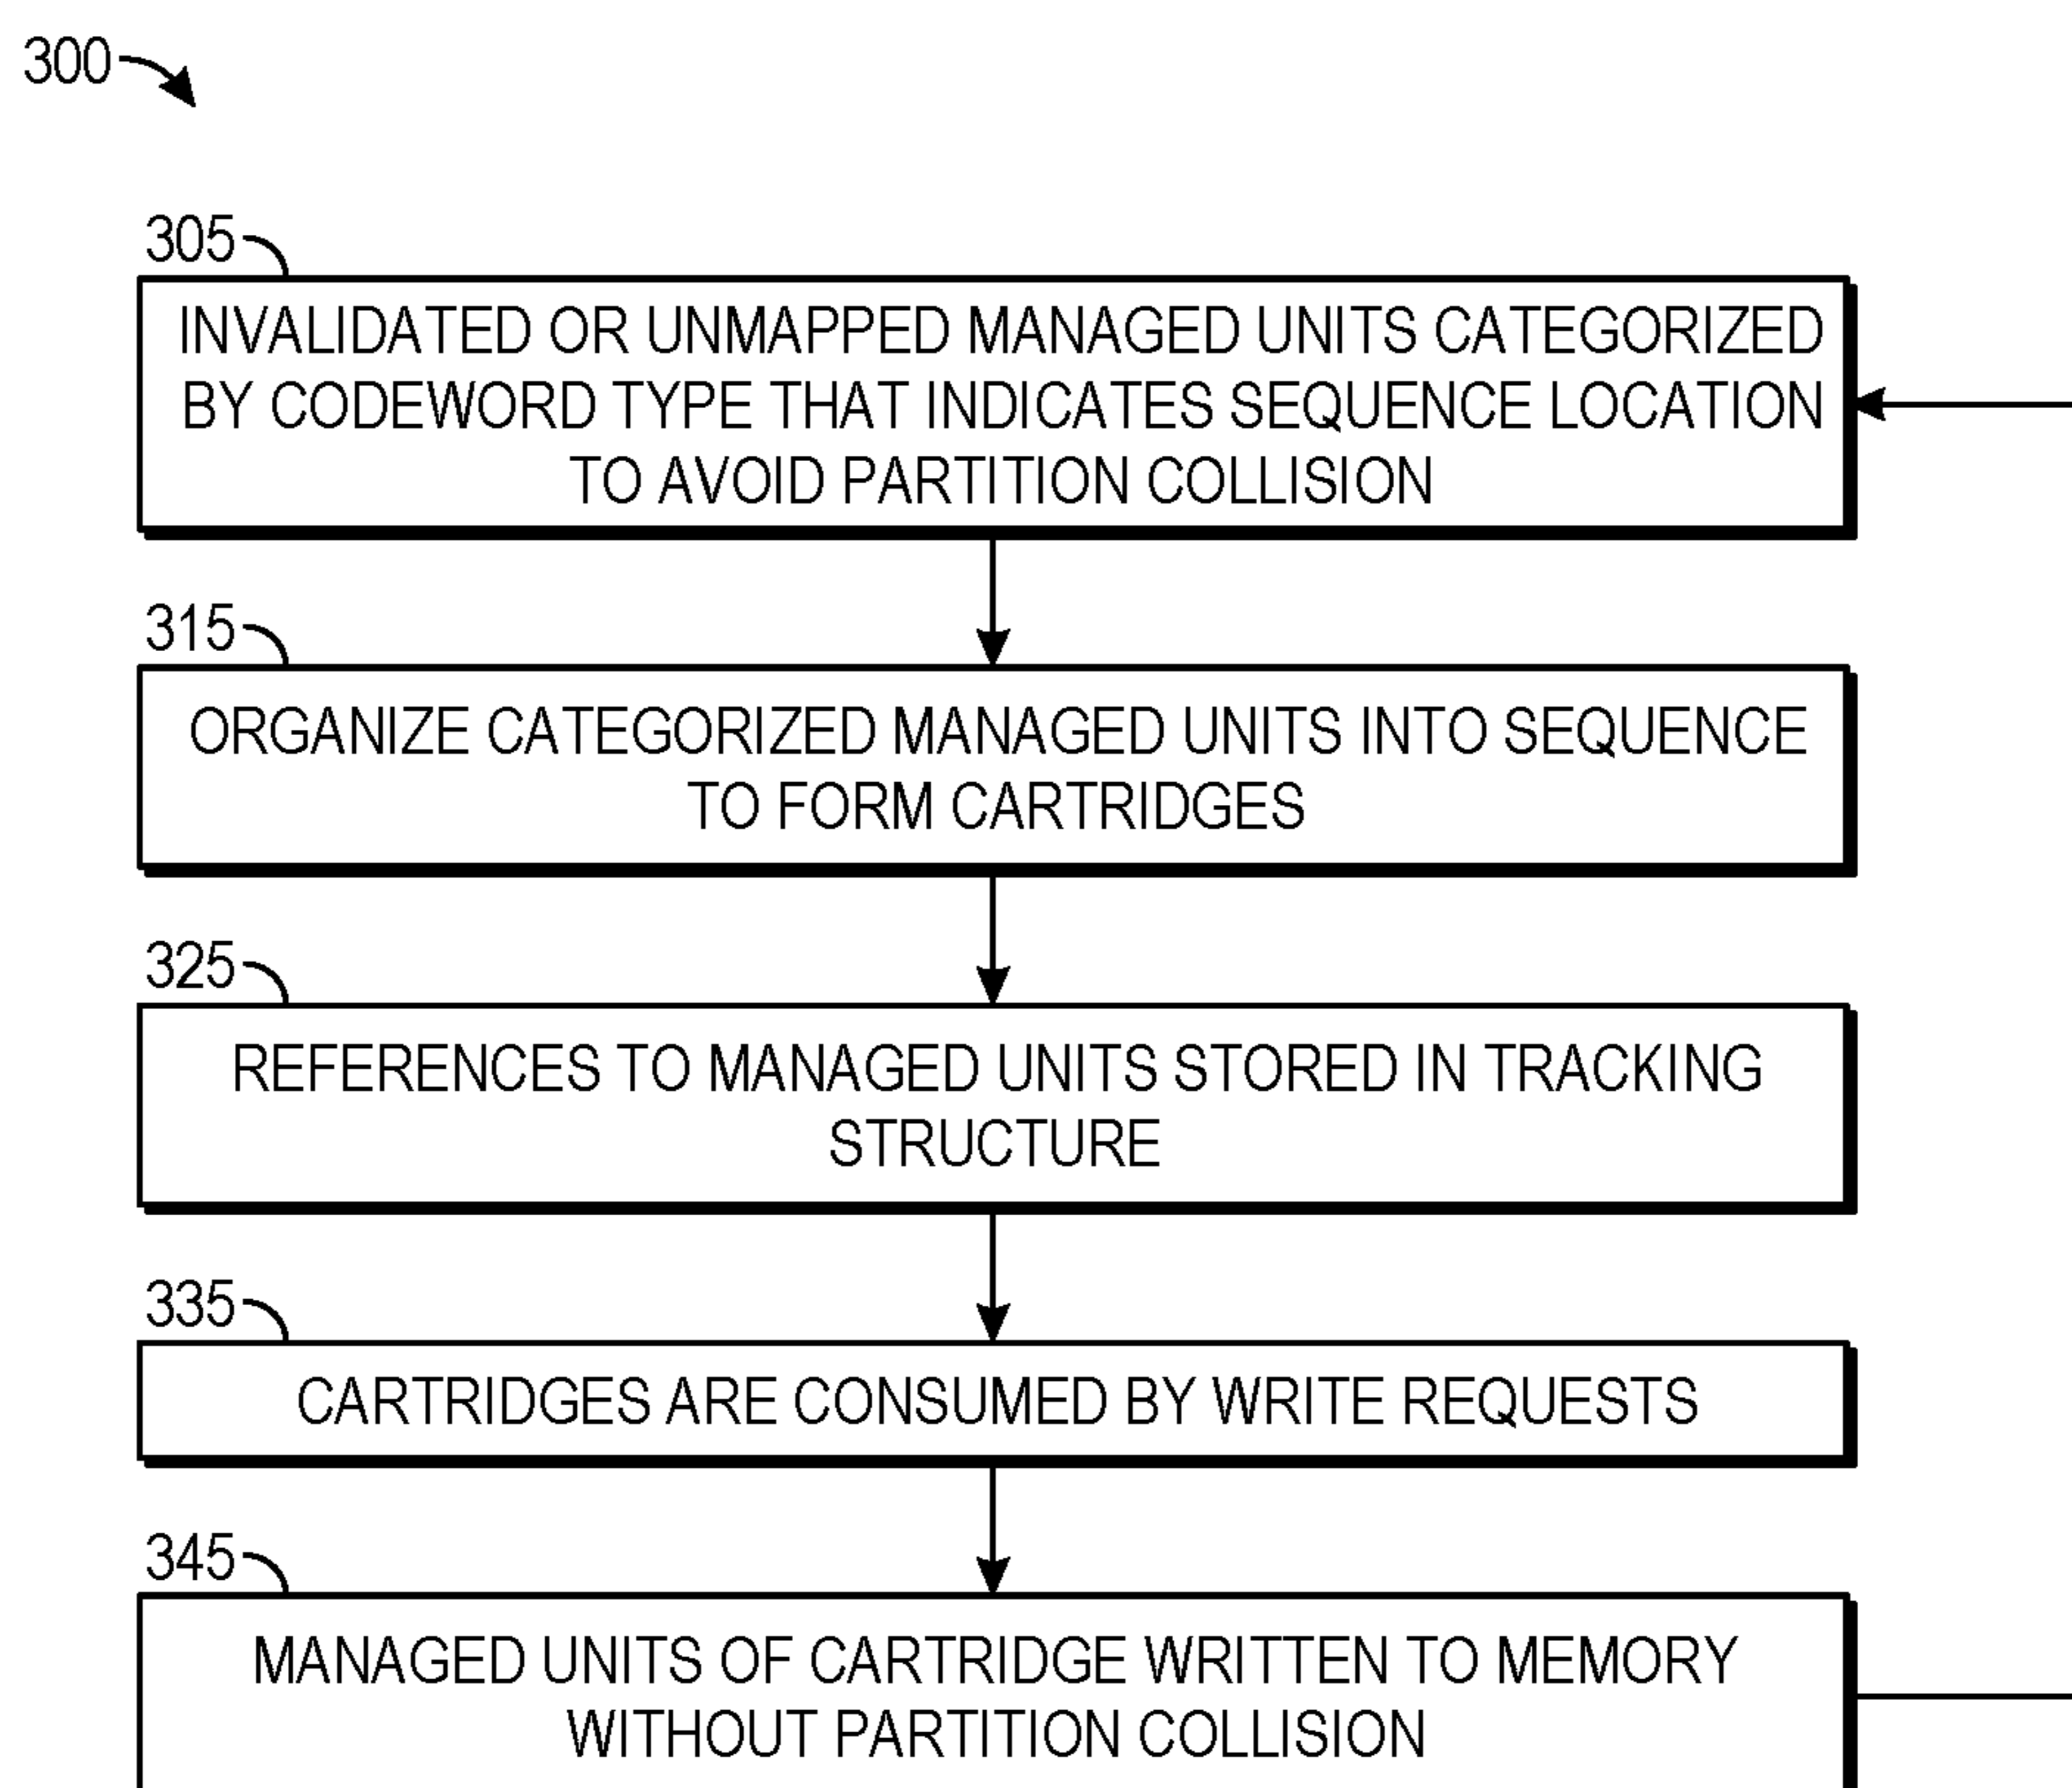 300
305
INVALIDATED OR UNMAPPED MANAGED UNITS CATEGORIZED
BY CODEWORD TYPE THAT INDICATES SEQUENCE LOCATION
TO AVOID PARTITION COLLISION
315
ORGANIZE CATEGORIZED MANAGED UNITS INTO SEQUENCE
TO FORM CARTRIDGES
325
REFERENCES TO MANAGED UNITS STORED IN TRACKING
STRUCTURE
335
CARTRIDGES ARE CONSUMED BY WRITE REQUESTS
345
MANAGED UNITS OF CARTRIDGE WRITTEN TO MEMORY
WITHOUT PARTITION COLLISION